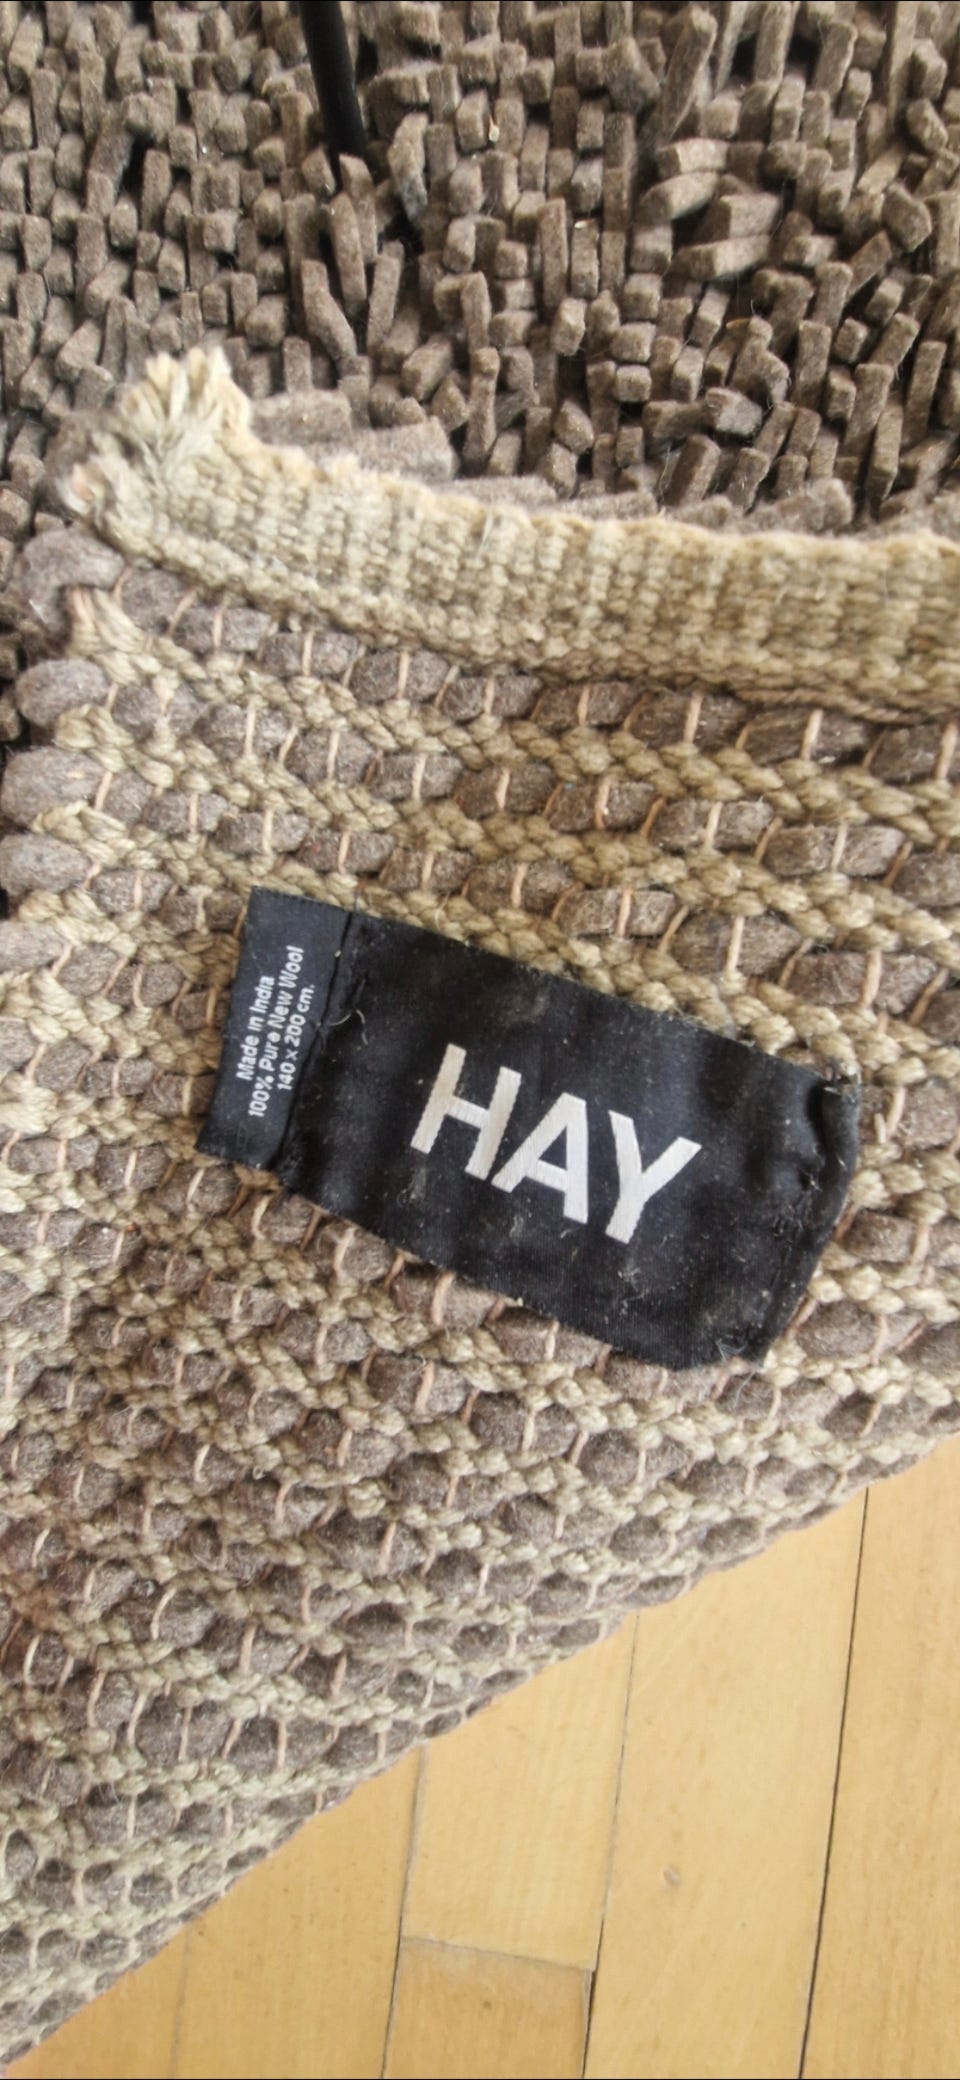 Made in India
100% Pure New Wool
140 x 200 cm.
HAY